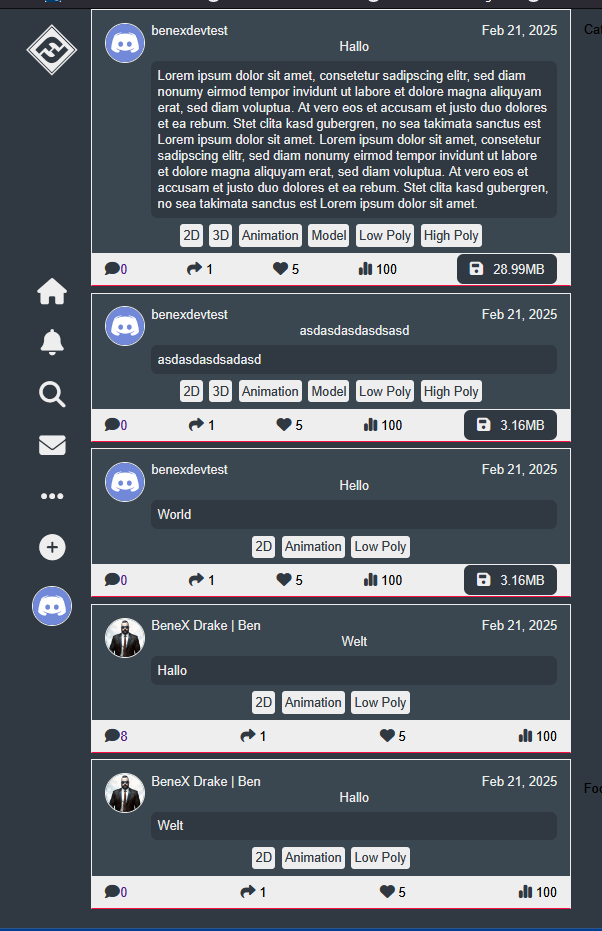 benexdevtest Feb 21, 2025
Hallo
Lorem ipsum dolor sit amet, consetetur sadipscing elitr, sed diam
nonumy eirmod tempor invidunt ut labore et dolore magna aliquyam
erat, sed diam voluptua. At vero eos et accusam et justo duo dolores
et ea rebum. Stet clita kasd gubergren, no sea takimata sanctus est
Lorem ipsum dolor sit amet. Lorem ipsum dolor sit amet, consetetur
sadipscing elitr, sed diam nonumy eirmod tempor invidunt ut labore
et dolore magna aliquyam erat, sed diam voluptua. At vero eos et
accusam et justo duo dolores et ea rebum. Stet clita kasd gubergren,
no sea takimata sanctus est Lorem ipsum dolor sit amet.
2D 3D Animation Model Low Poly High Poly
0 1 5 100 28.99MB
benexdevtest Feb 21, 2025
asdasdasdasdsasd
asdasdasdsadasd
2D 3D Animation Model Low Poly High Poly
0 1 5 100 3.16MB
benexdevtest Feb 21, 2025
Hello
World
2D Animation Low Poly
0 1 5 100 3.16MB
BeneX Drake | Ben Feb 21, 2025
Welt
Hallo
2D Animation Low Poly
8 1 5 100
BeneX Drake | Ben Feb 21, 2025
Hallo
Welt
2D Animation Low Poly
0 1 5 100